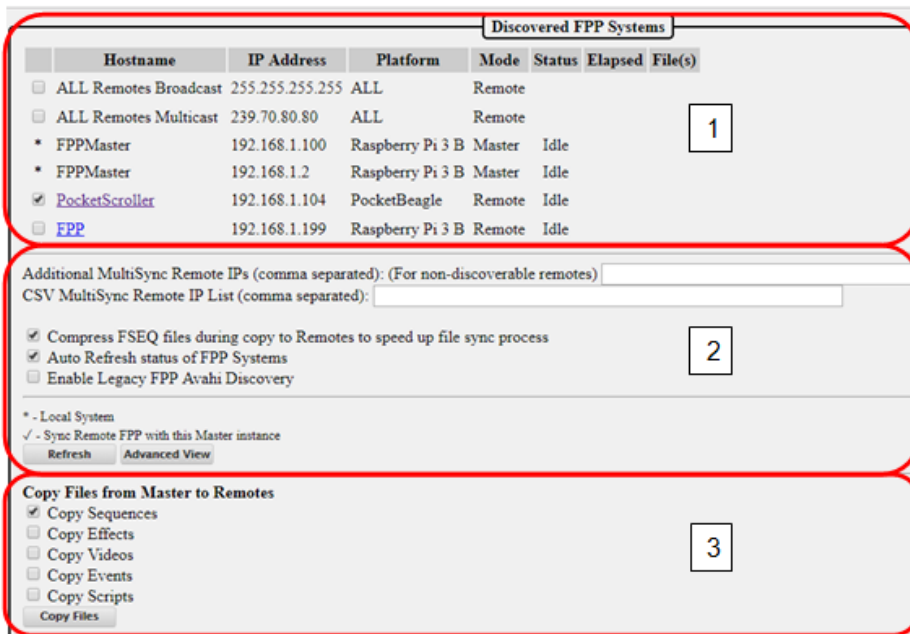 Discovered FPP Systems
Hostname IP Address Platform Mode Status Elapsed File(s)
ALL Remotes Broadcast 255.255.255.255 ALL Remote
ALL Remotes Multicast 239.70.80.80 ALL Remote
* FPPMaster 192.168.1.100 Raspberry Pi 3 B Master Idle
* FPPMaster 192.168.1.2 Raspberry Pi 3 B Master Idle
PocketScroller 192.168.1.104 PocketBeagle Remote Idle
FPP 192.168.1.199 Raspberry Pi 3 B Remote Idle
1
Additional MultiSync Remote IPs (comma separated): (For non-discoverable remotes)
CSV MultiSync Remote IP List (comma separated):
Compress FSEQ files during copy to Remotes to speed up file sync process
Auto Refresh status of FPP Systems
Enable Legacy FPP Avahi Discovery
2
* - Local System
✓ - Sync Remote FPP with this Master instance
Refresh Advanced View
Copy Files from Master to Remotes
Copy Sequences
Copy Effects
Copy Videos
Copy Events
Copy Scripts
3
Copy Files